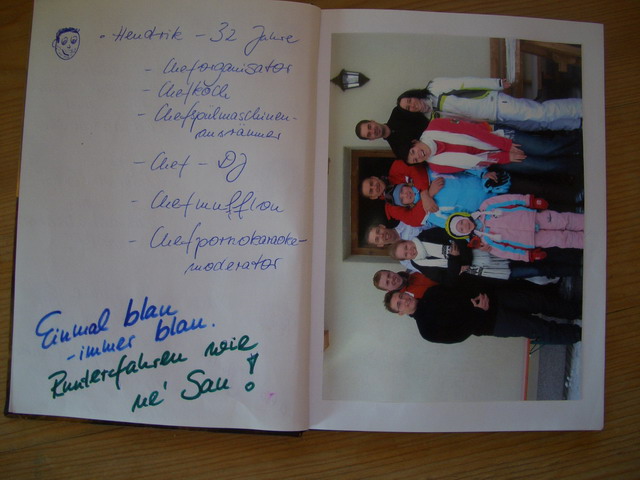 - Hendrik - 32 Jahre
- Cheforganisator
- Chefkoch
- Chefspülmaschinen-
ausräumer
- Chef - DJ
- Chefmufflon
- Chefpornokaraoke-
moderator
Einmal blau
- immer blau.
Runterfahren wie
ne' Sau!